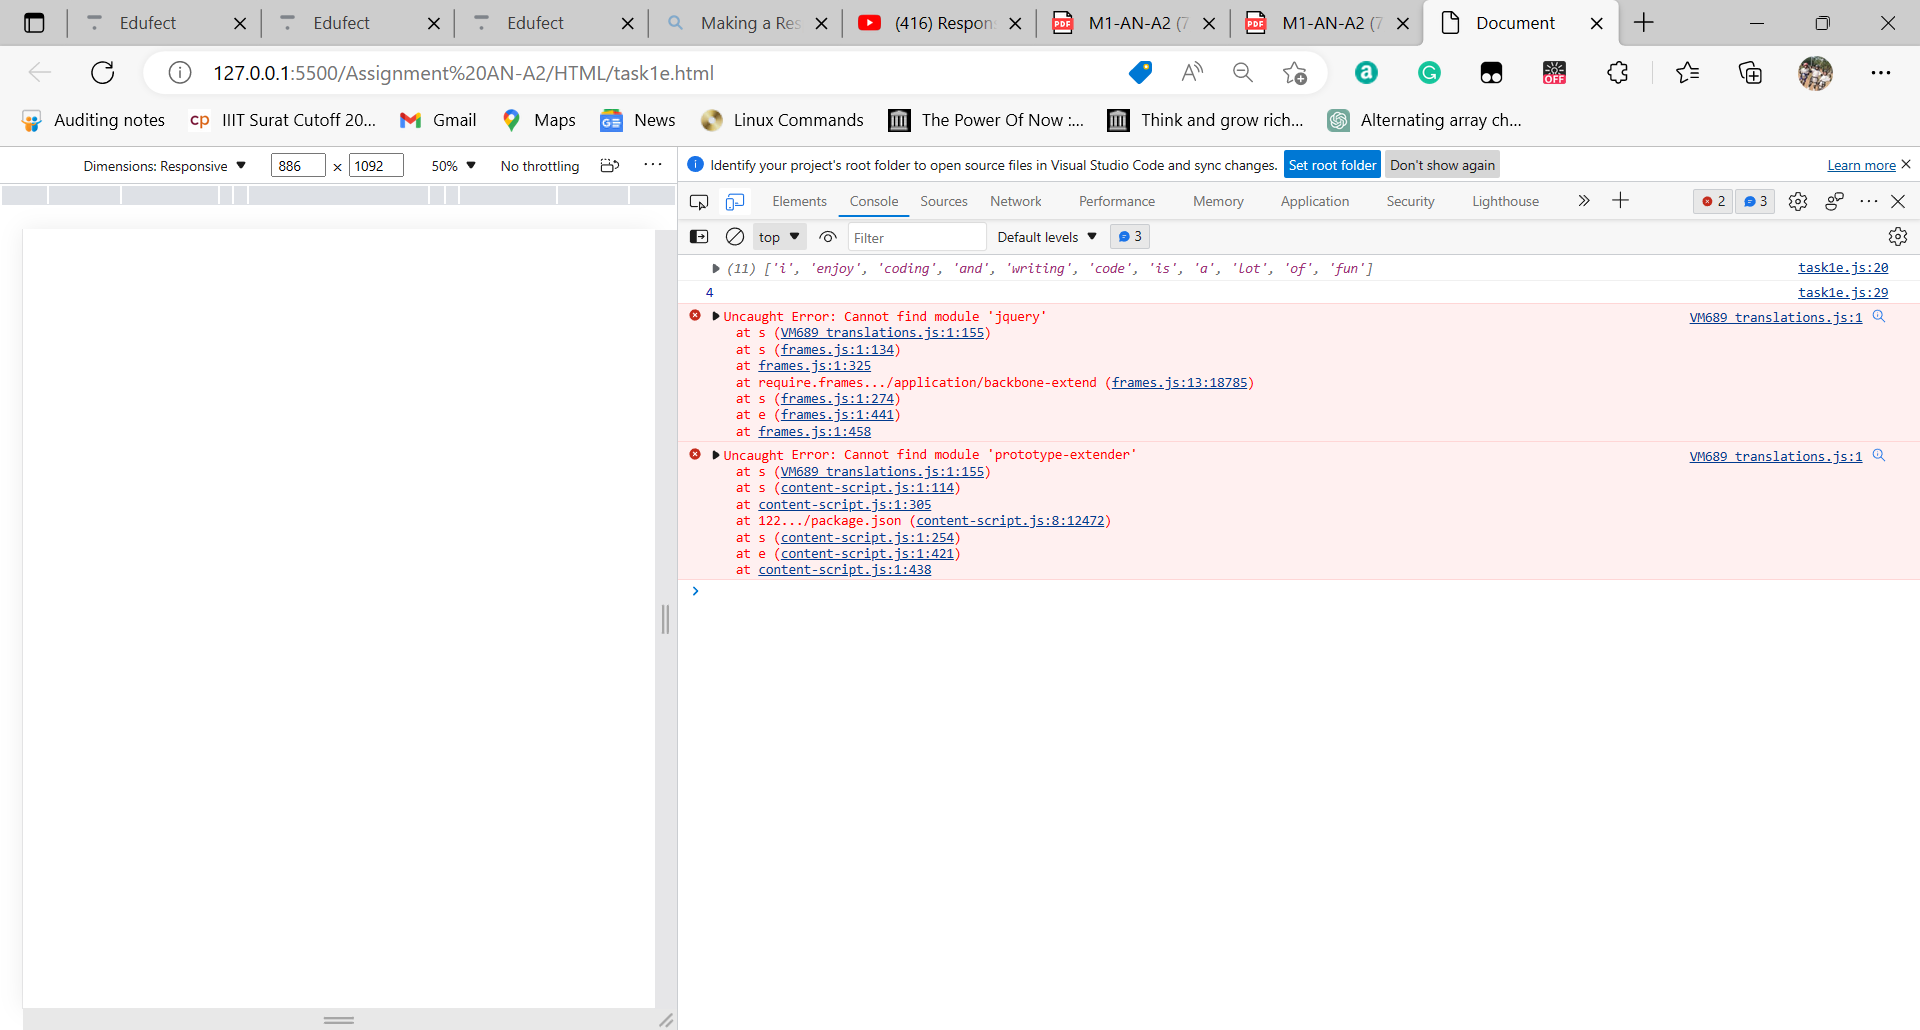 Edufect
Edufect
Edufect
Making a Res
(416) Respon
M1-AN-A2 (7
M1-AN-A2 (7
Document
127.0.0.1:5500/Assignment%20AN-A2/HTML/task1e.html
Auditing notes
IIIT Surat Cutoff 20...
Gmail
Maps
News
Linux Commands
The Power Of Now :...
Think and grow rich...
Alternating array ch...
Dimensions: Responsive 886 x 1092 50% No throttling
Identify your project's root folder to open source files in Visual Studio Code and sync changes. Set root folder Don't show again Learn more
Elements Console Sources Network Performance Memory Application Security Lighthouse 2 3
top Filter Default levels 3
(11) ['i', 'enjoy', 'coding', 'and', 'writing', 'code', 'is', 'a', 'lot', 'of', 'fun'] task1e.js:20
4 task1e.js:29
Uncaught Error: Cannot find module 'jquery' VM689 translations.js:1
at s (VM689 translations.js:1:155)
at s (frames.js:1:134)
at frames.js:1:325
at require.frames.../application/backbone-extend (frames.js:13:18785)
at s (frames.js:1:274)
at e (frames.js:1:441)
at frames.js:1:458
Uncaught Error: Cannot find module 'prototype-extender' VM689 translations.js:1
at s (VM689 translations.js:1:155)
at s (content-script.js:1:114)
at content-script.js:1:305
at 122.../package.json (content-script.js:8:12472)
at s (content-script.js:1:254)
at e (content-script.js:1:421)
at content-script.js:1:438